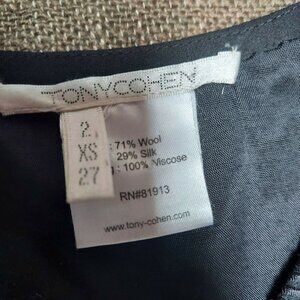 TONYCOHEN
2
XS
27
: 71% Wool
29% Silk
: 100% Viscose
RN#81913
www.tony-cohen.com